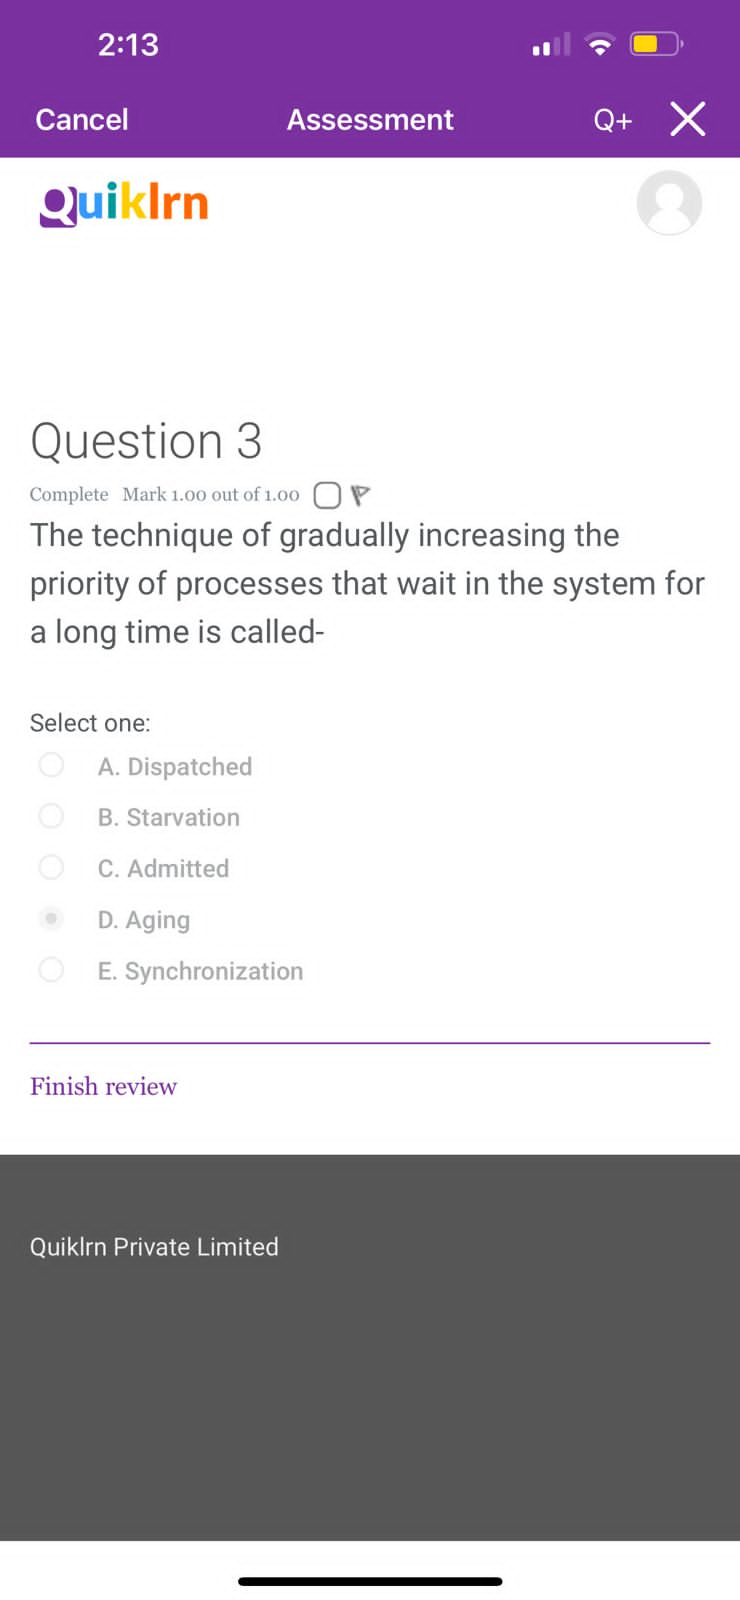 2:13
Cancel Assessment Q+
Quiklrn
Question 3
Complete Mark 1.00 out of 1.00
The technique of gradually increasing the
priority of processes that wait in the system for
a long time is called-
Select one:
A. Dispatched
B. Starvation
C. Admitted
D. Aging
E. Synchronization
Finish review
Quiklrn Private Limited